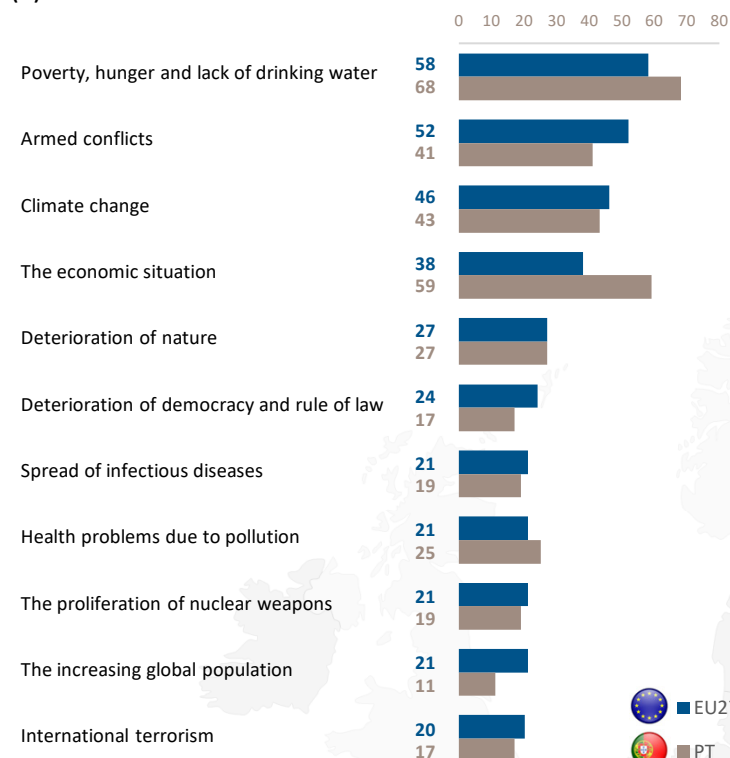 0 10 20 30 40 50 60 70 80
Poverty, hunger and lack of drinking water 58
68
Armed conflicts 52
41
Climate change 46
43
The economic situation 38
59
Deterioration of nature 27
27
Deterioration of democracy and rule of law 24
17
Spread of infectious diseases 21
19
Health problems due to pollution 21
25
The proliferation of nuclear weapons 21
19
The increasing global population 21
11
EU2
International terrorism 20
17
PT